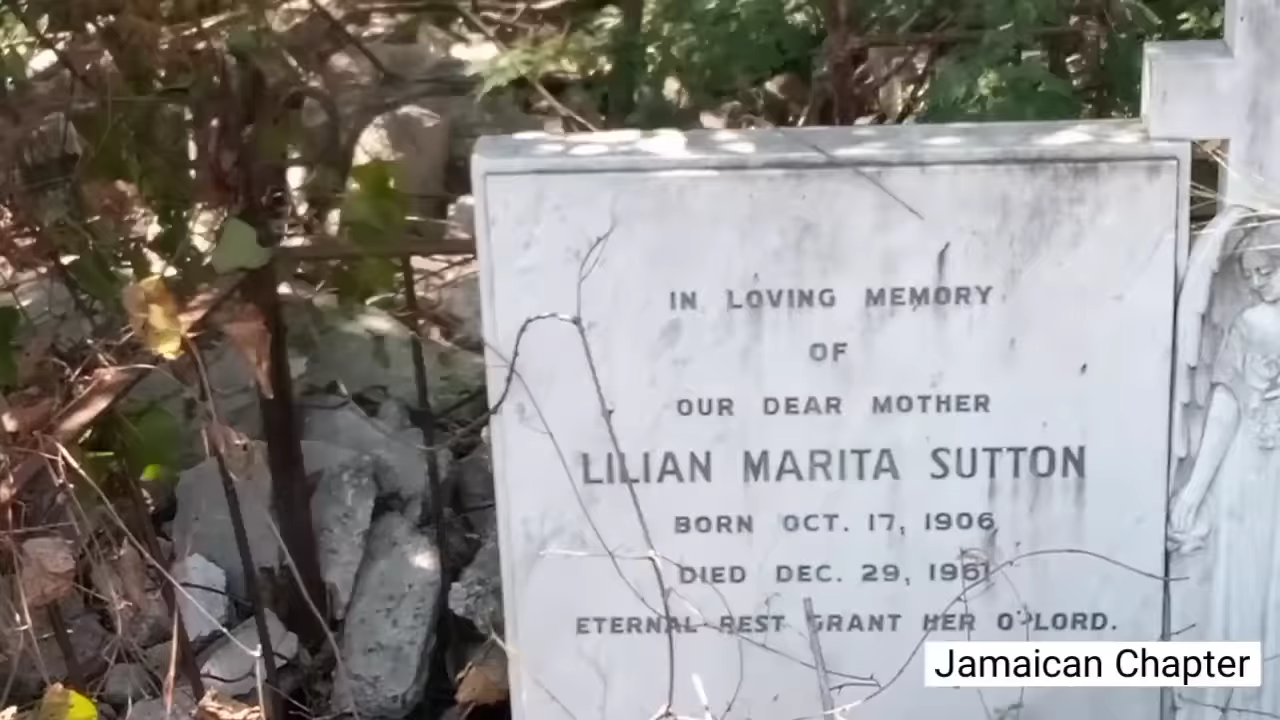 IN LOVING MEMORY
OF
OUR DEAR MOTHER
LILIAN MARITA SUTTON
BORN OCT. 17, 1906
DIED DEC. 29, 1961
ETERNAL REST GRANT HER O' LORD.
Jamaican Chapter